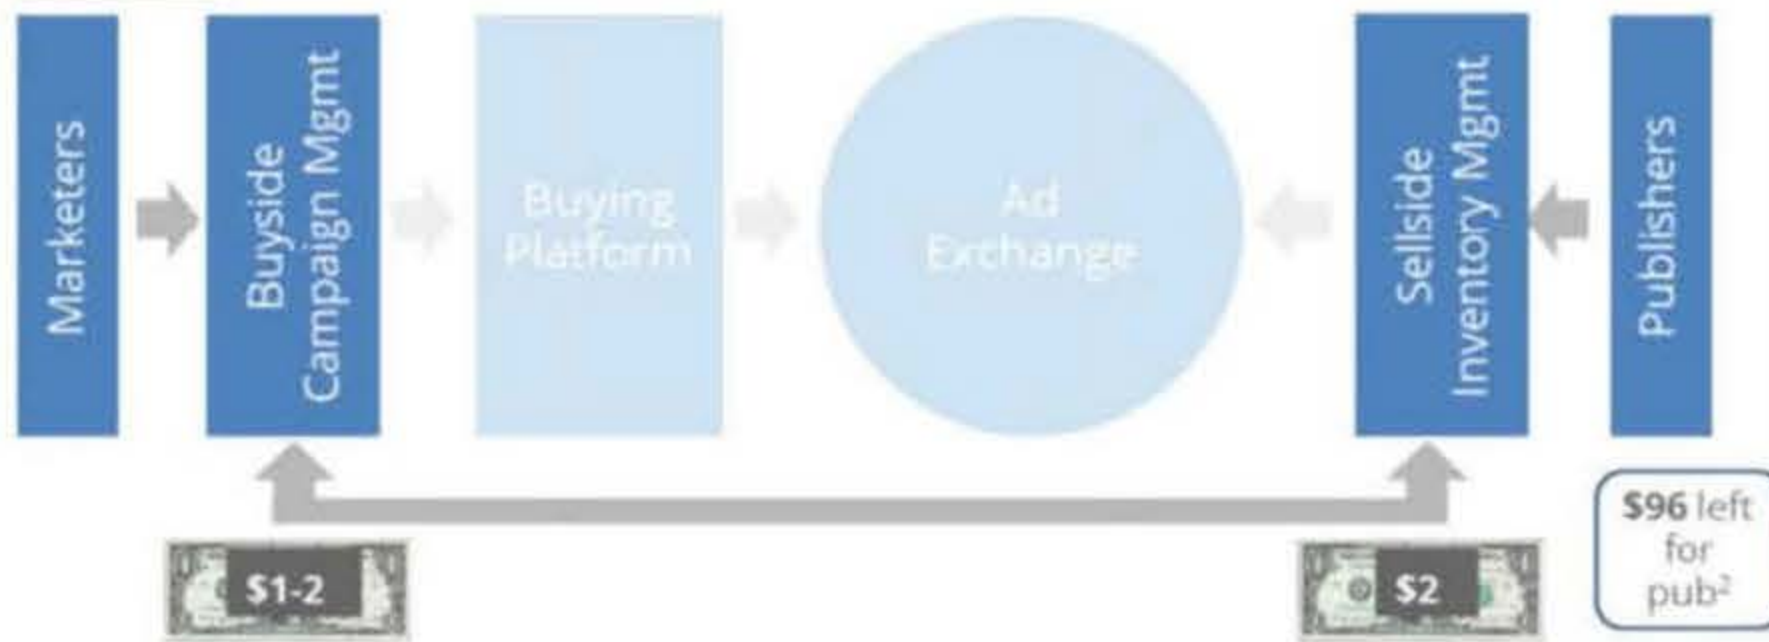 Marketers
Buyside
Campaign Mgmt
Buying
Platform
Ad
Exchange
Sellside
Inventory Mgmt
Publishers
$1-2
$2
$96 left
for
pub²